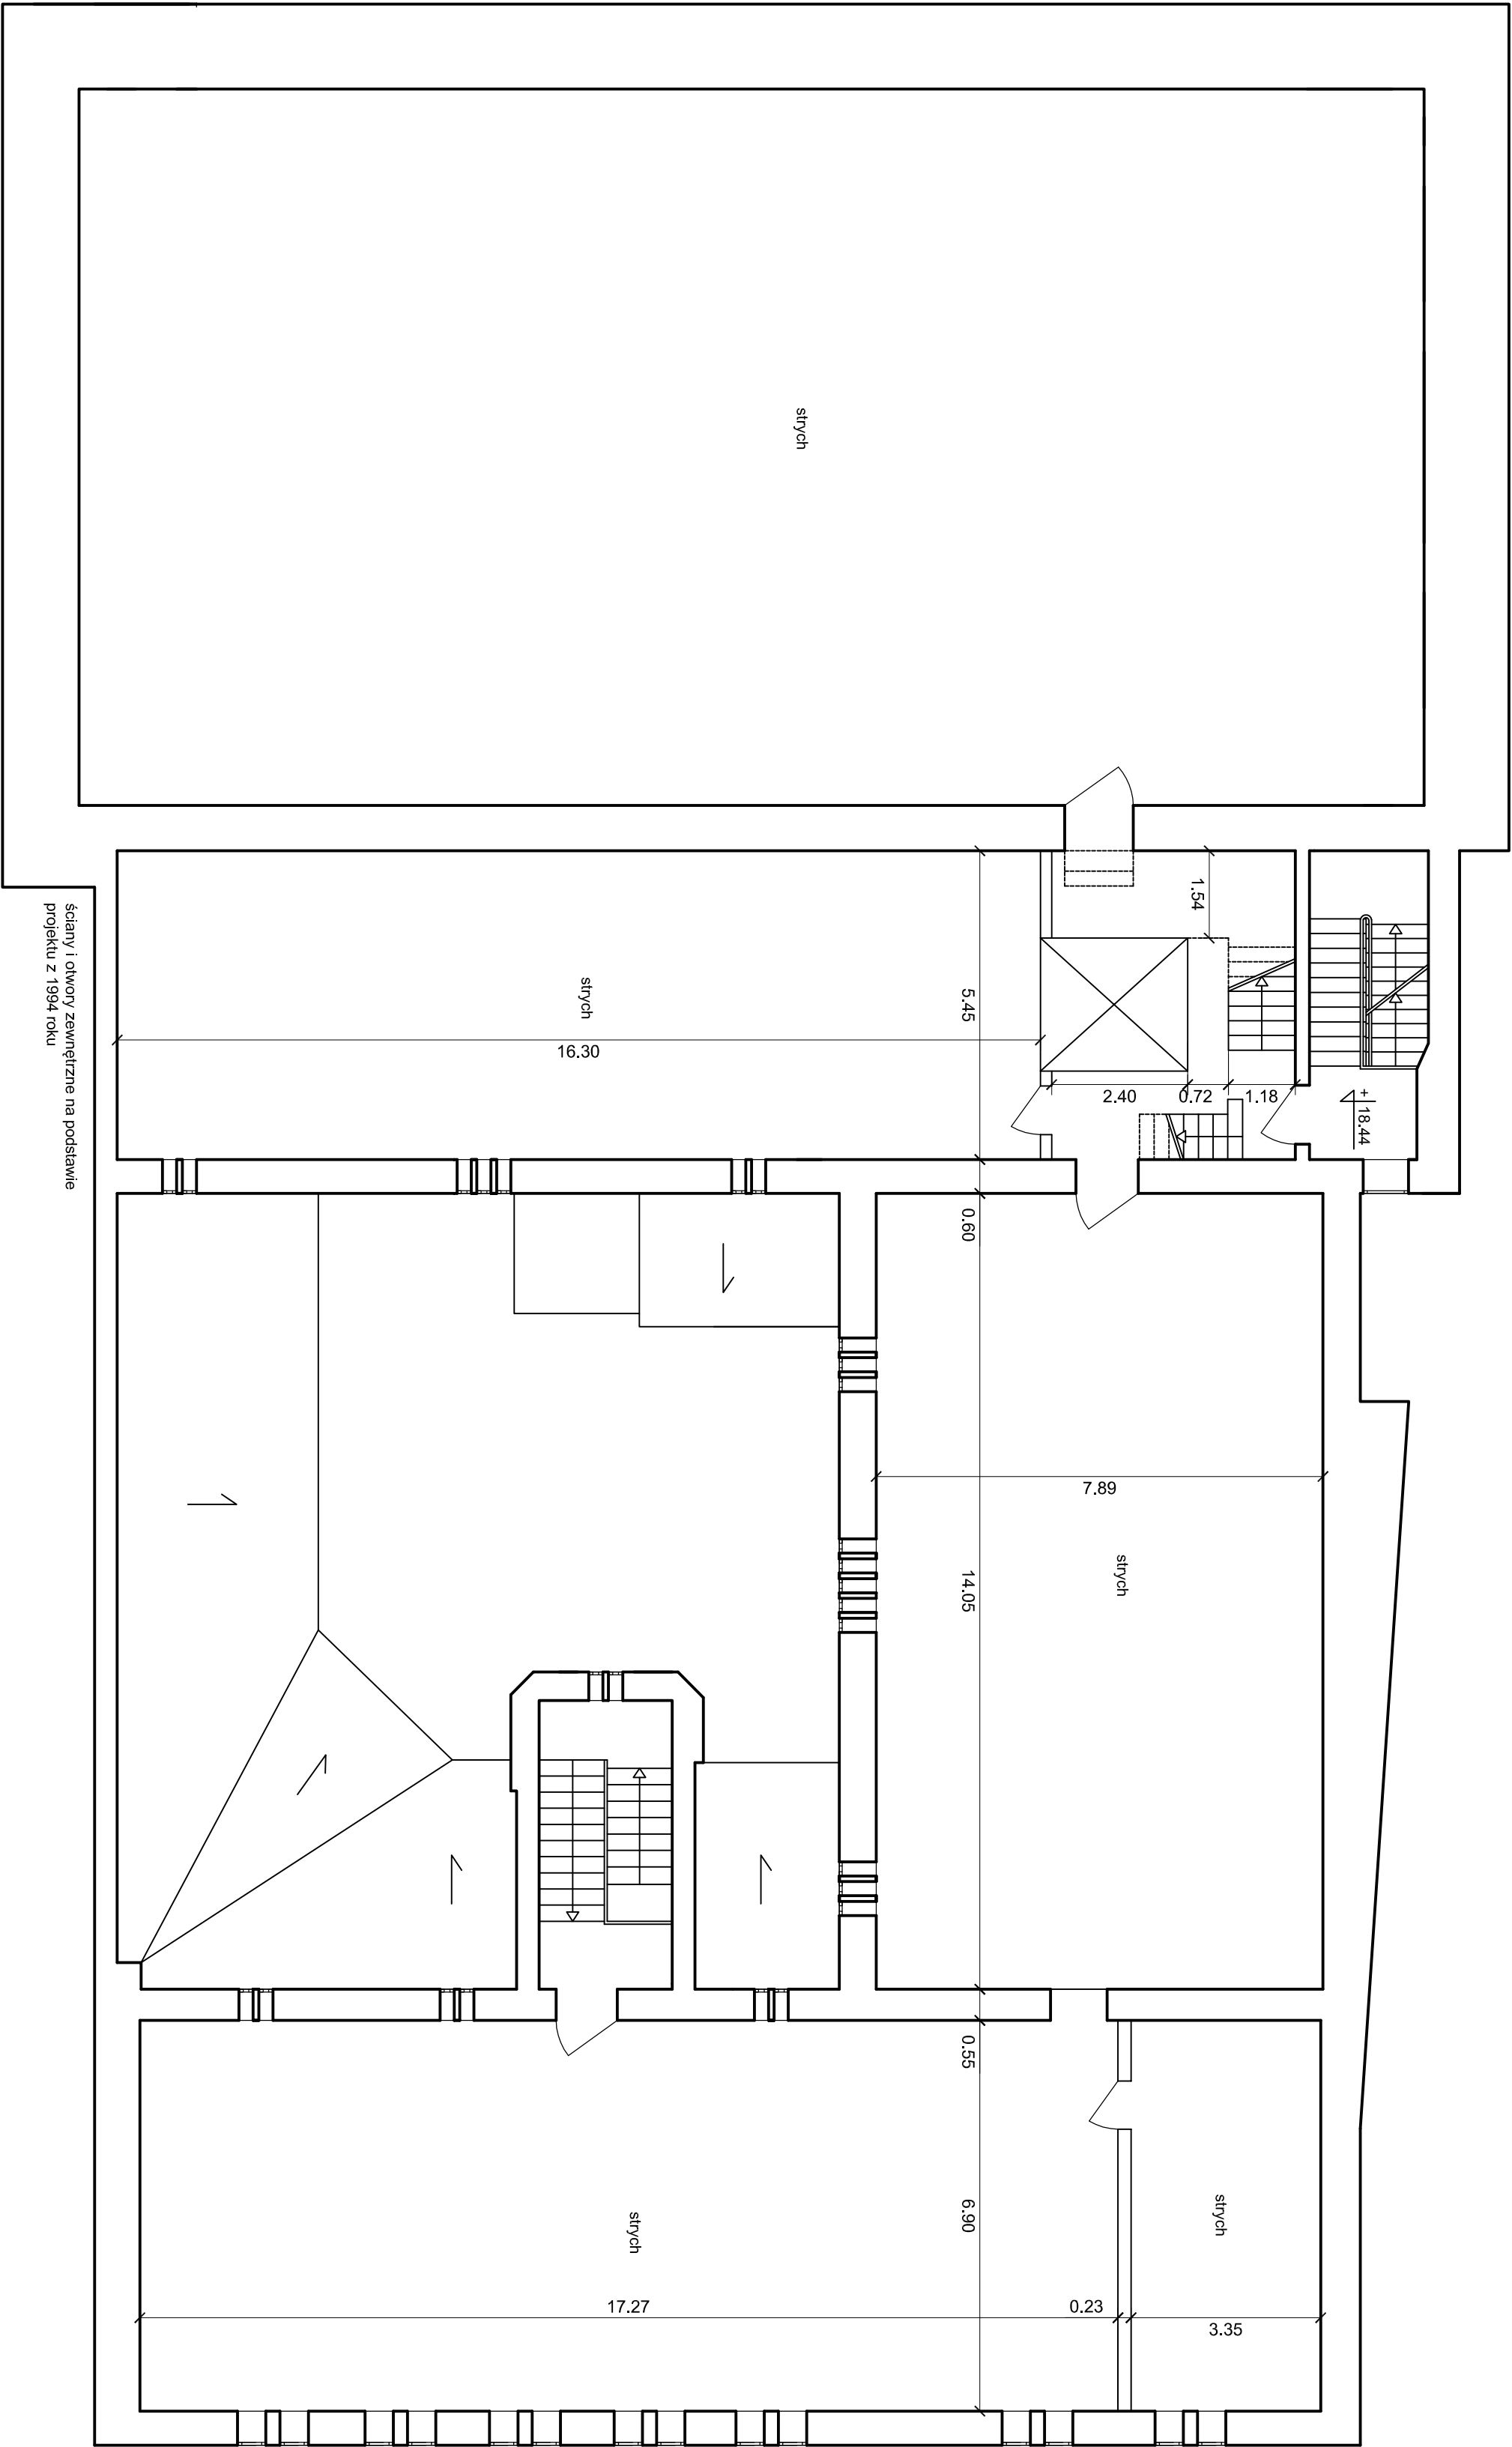 strych
1.54
5.45
strych
16.30
2.40
0.72
1.18
+
18.44
ściany i otwory zewnętrzne na podstawie
projektu z 1994 roku
0.60
7.89
strych
14.05
0.55
6.90
strych
strych
17.27
0.23
3.35